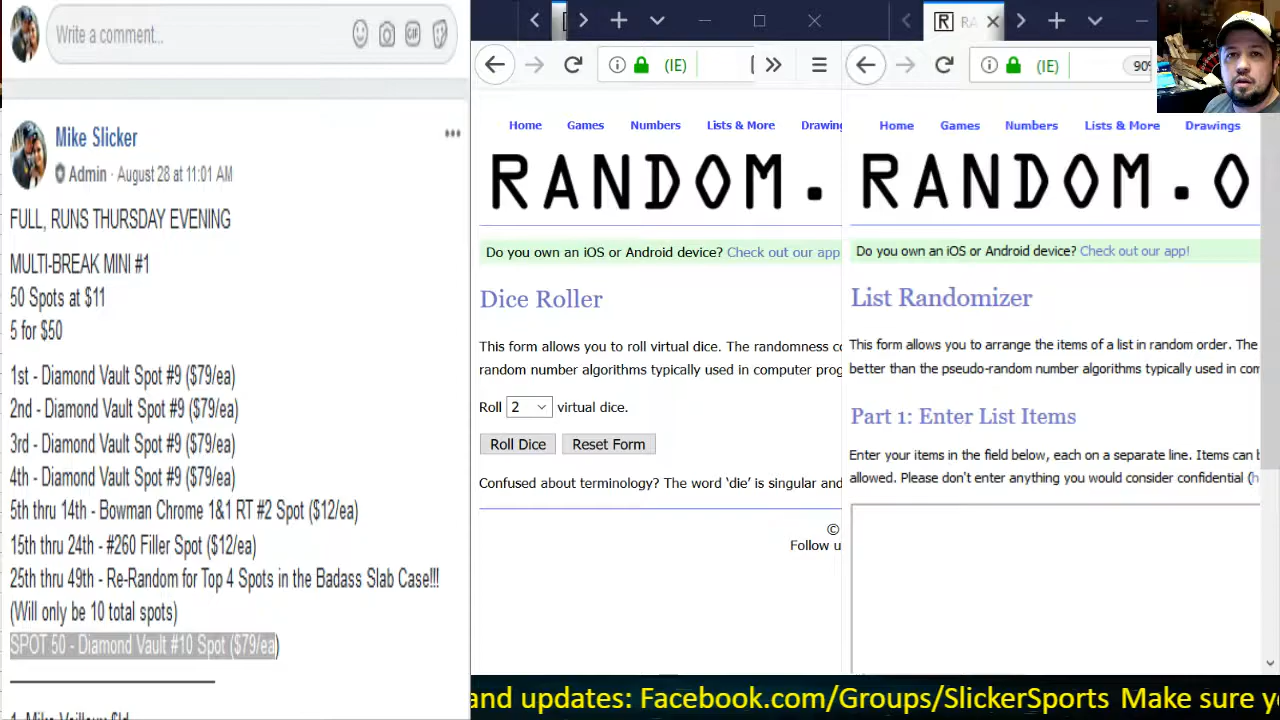 Write a comment...
Mike Slicker
Admin · August 28 at 11:01 AM
FULL, RUNS THURSDAY EVENING
MULTI-BREAK MINI #1
50 Spots at $11
5 for $50
1st - Diamond Vault Spot #9 ($79/ea)
2nd - Diamond Vault Spot #9 ($79/ea)
3rd - Diamond Vault Spot #9 ($79/ea)
4th - Diamond Vault Spot #9 ($79/ea)
5th thru 14th - Bowman Chrome 1&1 RT #2 Spot ($12/ea)
15th thru 24th - #260 Filler Spot ($12/ea)
25th thru 49th - Re-Random for Top 4 Spots in the Badass Slab Case!!!
(Will only be 10 total spots)
SPOT 50 - Diamond Vault #10 Spot ($79/ea)
(IE)
Home Games Numbers Lists & More Drawing
RANDOM.
Do you own an iOS or Android device? Check out our app
Dice Roller
This form allows you to roll virtual dice. The randomness co
random number algorithms typically used in computer prog
Roll 2 virtual dice.
Roll Dice Reset Form
Confused about terminology? The word ‘die’ is singular and
©
Follow u
R RA
(IE) 90%
Home Games Numbers Lists & More Drawings
RANDOM.O
Do you own an iOS or Android device? Check out our app!
List Randomizer
This form allows you to arrange the items of a list in random order. The
better than the pseudo-random number algorithms typically used in com
Part 1: Enter List Items
Enter your items in the field below, each on a separate line. Items can b
allowed. Please don't enter anything you would consider confidential (h
and updates: Facebook.com/Groups/SlickerSports Make sure yo